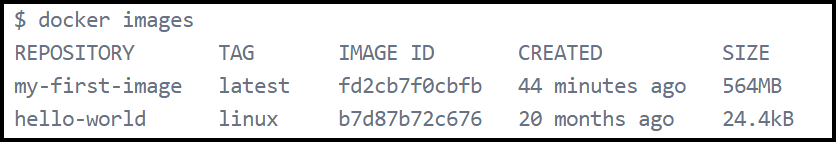 $ docker images
REPOSITORY TAG IMAGE ID CREATED SIZE
my-first-image latest fd2cb7f0cbfb 44 minutes ago 564MB
hello-world linux b7d87b72c676 20 months ago 24.4kB